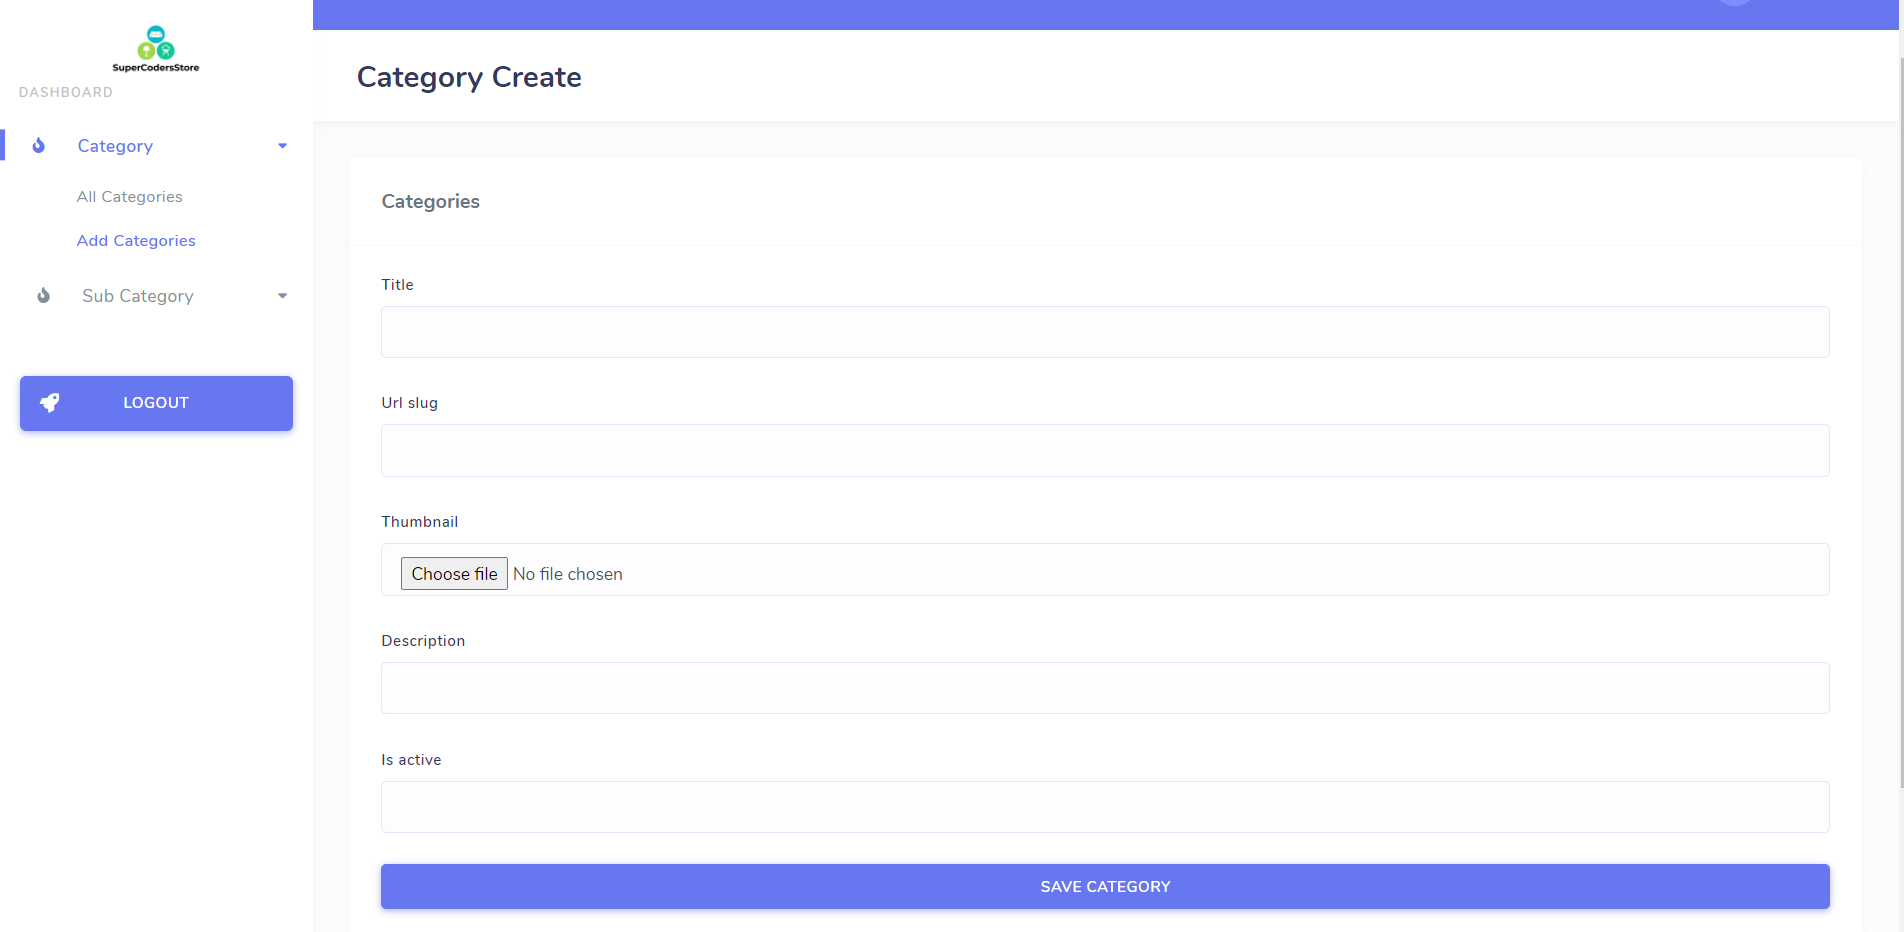 SuperCodersStore
DASHBOARD
Category
All Categories
Add Categories
Sub Category
LOGOUT
Category Create
Categories
Title
Url slug
Thumbnail
Choose file No file chosen
Description
Is active
SAVE CATEGORY